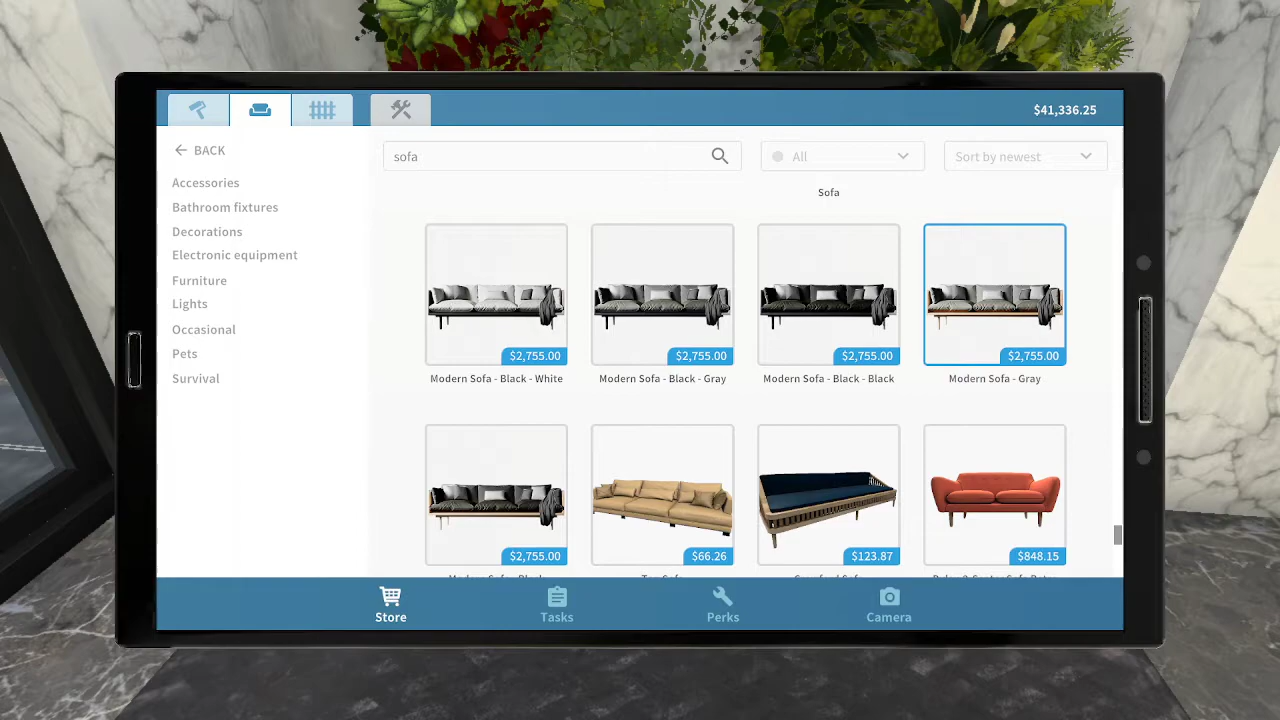 $41,336.25
BACK
sofa
All
Sort by newest
Accessories
Bathroom fixtures
Decorations
Electronic equipment
Furniture
Lights
Occasional
Pets
Survival
Sofa
$2,755.00
$2,755.00
$2,755.00
$2,755.00
Modern Sofa - Black - White
Modern Sofa - Black - Gray
Modern Sofa - Black - Black
Modern Sofa - Gray
$2,755.00
$66.26
$123.87
$848.15
Store
Tasks
Perks
Camera